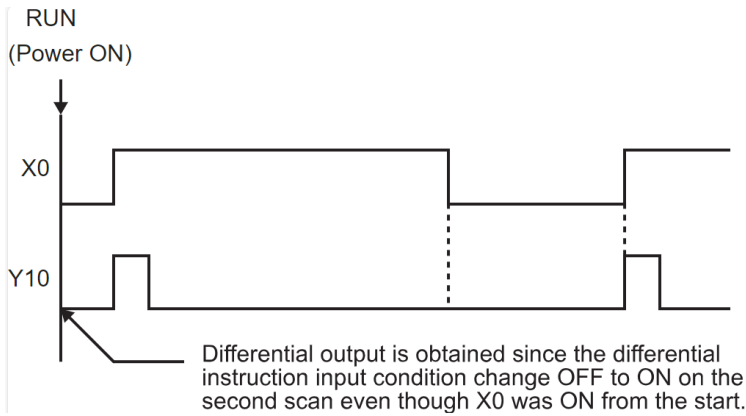 RUN
(Power ON)
X0
Y10
Differential output is obtained since the differential
instruction input condition change OFF to ON on the
second scan even though X0 was ON from the start.